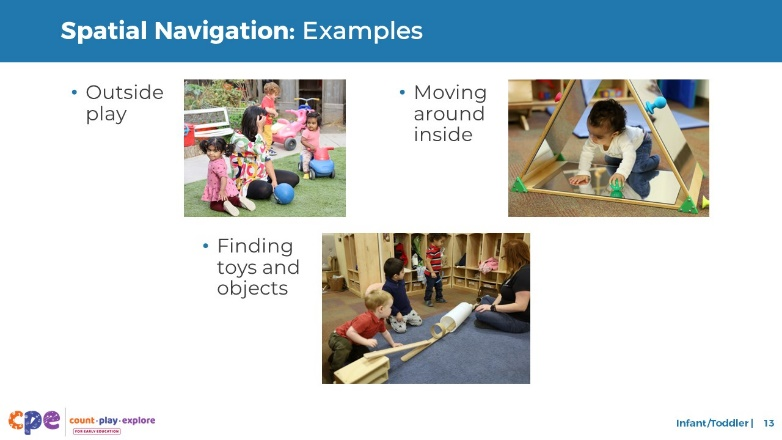 Spatial Navigation: Examples
• Outside
play
• Moving
around
inside
• Finding
toys and
objects
cpe
count·play·explore
FOR EARLY EDUCATION
Infant/Toddler | 13